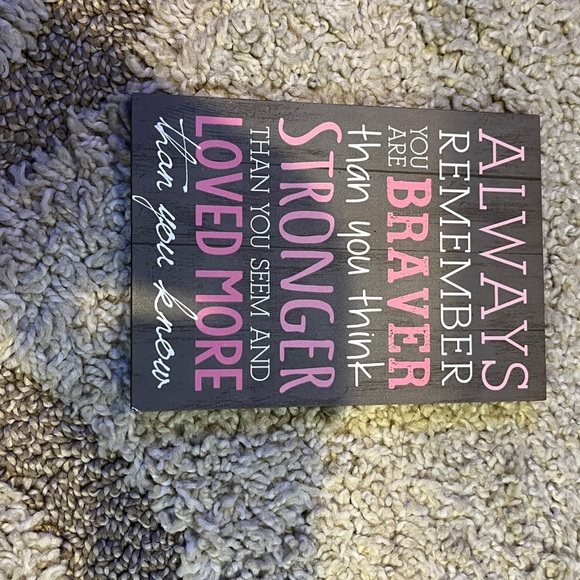 ALWAYS
REMEMBER
YOU ARE BRAVER
than you think
STRONGER
THAN YOU SEEM AND
LOVED MORE
than you know